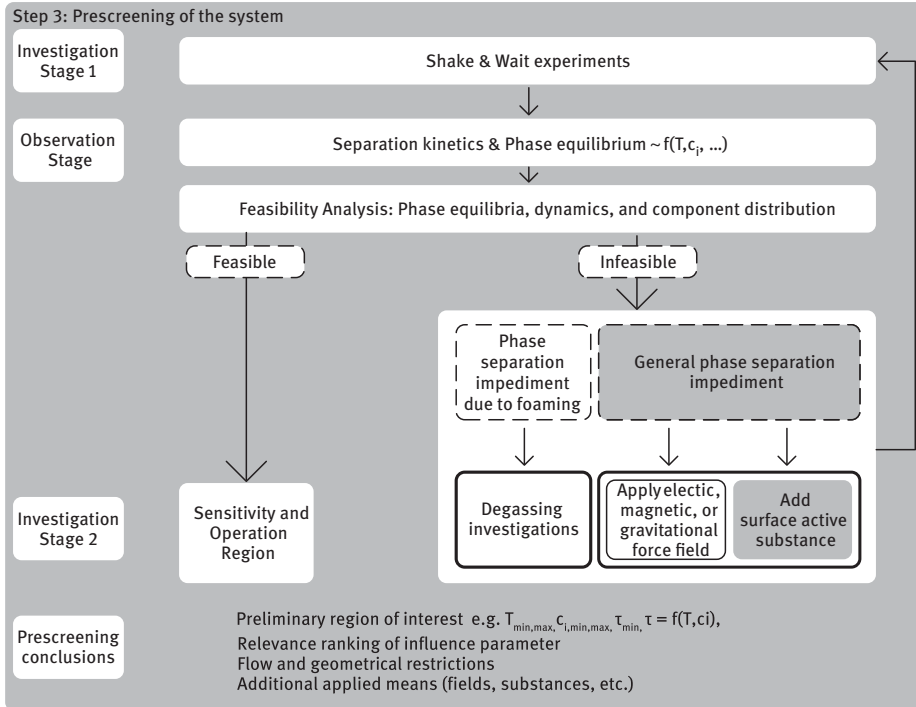 Step 3: Prescreening of the system
Investigation
Stage 1
Shake & Wait experiments
Observation
Stage
Separation kinetics & Phase equilibrium ~ f(T,cᵢ, ...)
Feasibility Analysis: Phase equilibria, dynamics, and component distribution
Feasible
Infeasible
Phase
separation
impediment
due to foaming
General phase separation
impediment
Investigation
Stage 2
Sensitivity and
Operation
Region
Degassing
investigations
Apply electic,
magnetic, or
gravitational
force field
Add
surface active
substance
Prescreening
conclusions
Preliminary region of interest e.g. T_min,max, c_i,min,max, τ_min, τ = f(T,ci),
Relevance ranking of influence parameter
Flow and geometrical restrictions
Additional applied means (fields, substances, etc.)